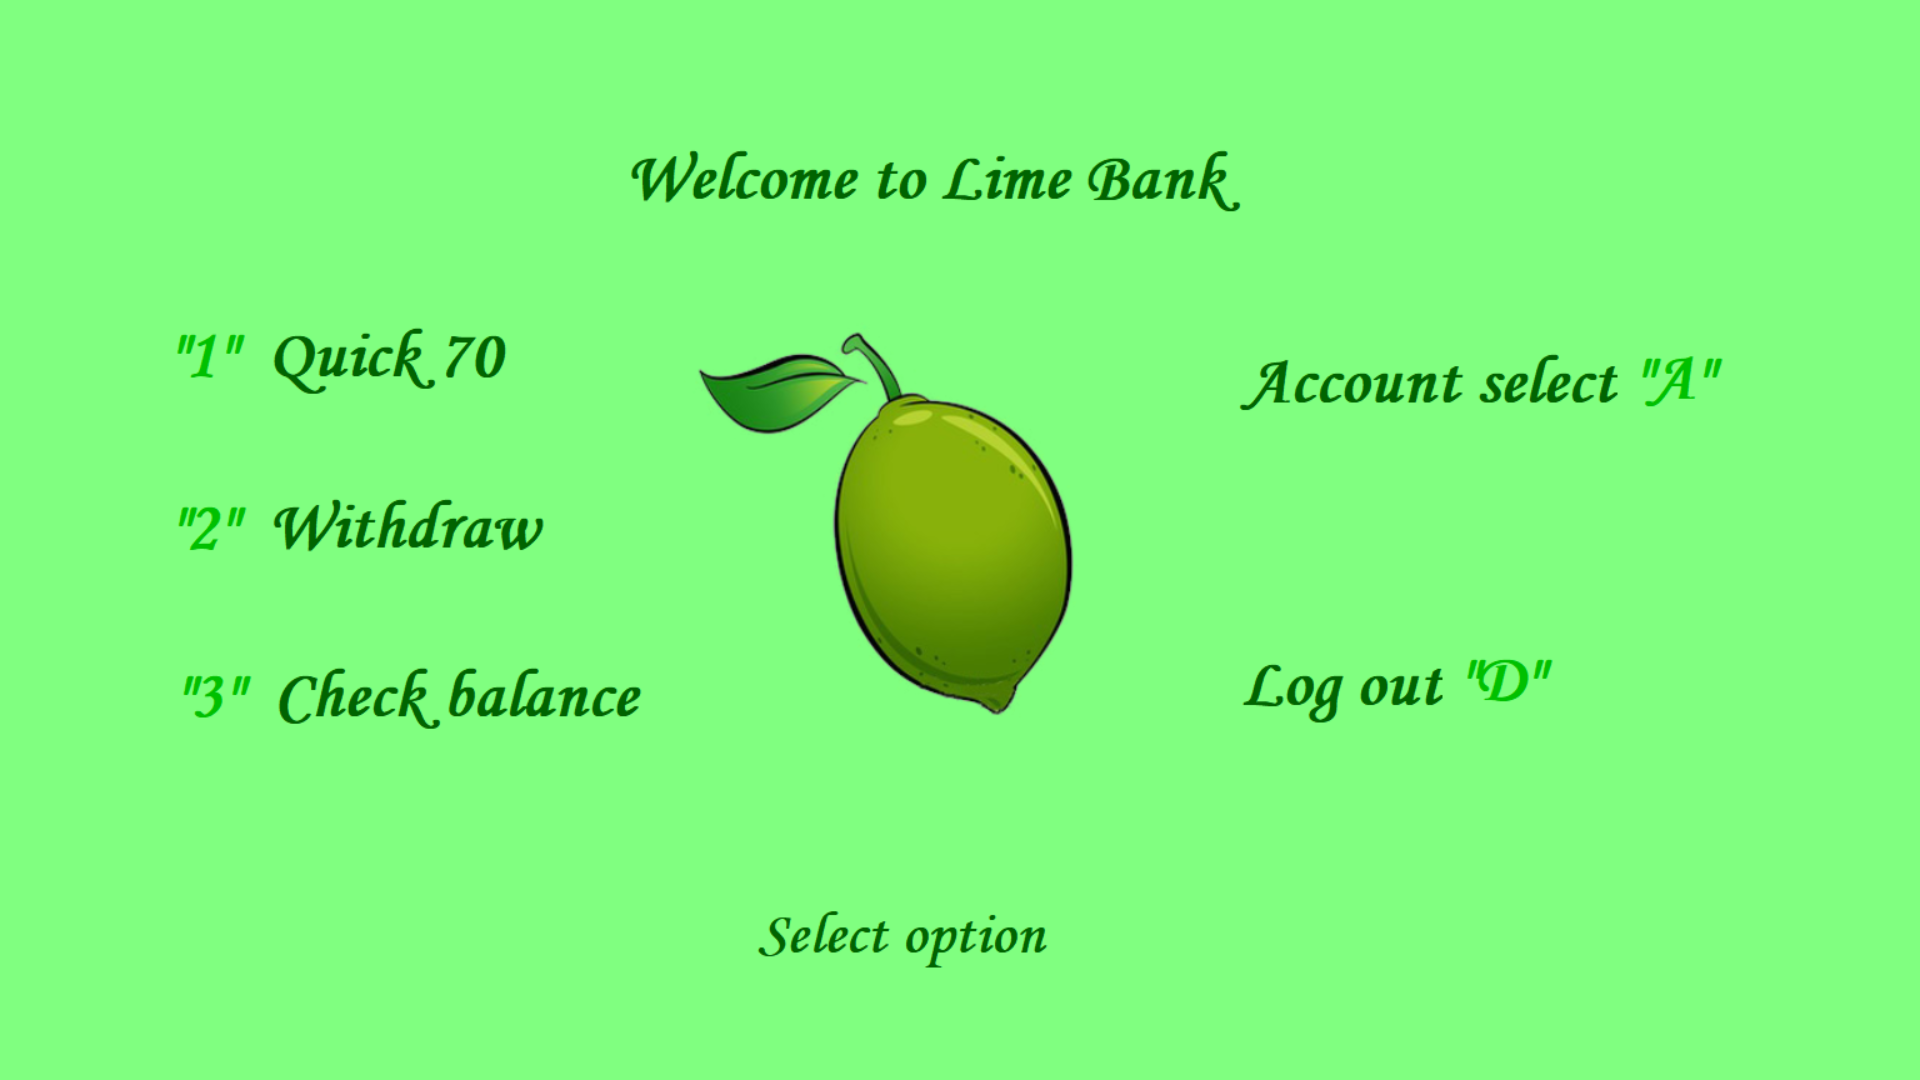 Welcome to Lime Bank
"1" Quick 70
Account select "A"
"2" Withdraw
"3" Check balance
Log out "D"
Select option